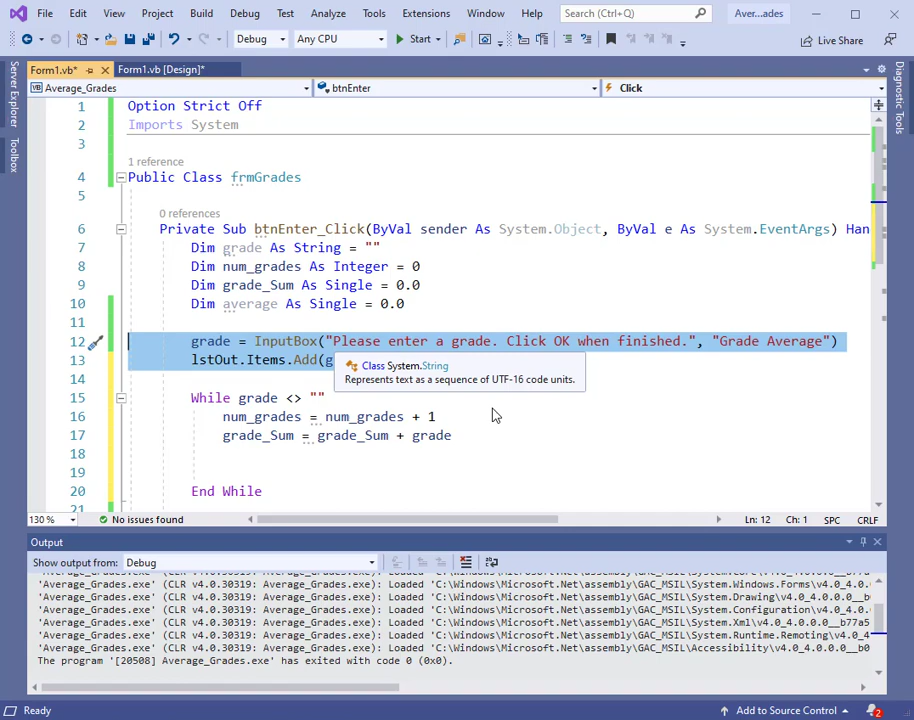 File Edit View Project Build Debug Test Analyze Tools Extensions Window Help Search (Ctrl+Q) Aver...ades
Debug Any CPU Start Live Share
Form1.vb* Form1.vb [Design]*
Average_Grades btnEnter Click
Server Explorer
Toolbox
Diagnostic Tools
1 Option Strict Off
2 Imports System
3
1 reference
4 Public Class frmGrades
5
0 references
6 Private Sub btnEnter_Click(ByVal sender As System.Object, ByVal e As System.EventArgs) Han
7 Dim grade As String = ""
8 Dim num_grades As Integer = 0
9 Dim grade_Sum As Single = 0.0
10 Dim average As Single = 0.0
11
12 grade = InputBox("Please enter a grade. Click OK when finished.", "Grade Average")
13 lstOut.Items.Add(g
Class System.String
Represents text as a sequence of UTF-16 code units.
14
15 While grade <> ""
16 num_grades = num_grades + 1
17 grade_Sum = grade_Sum + grade
18
19
20 End While
21
130 % No issues found Ln: 12 Ch: 1 SPC CRLF
Output
Show output from: Debug
'Average_Grades.exe' (CLR v4.0.30319: Average_Grades.exe): Loaded 'C:\Windows\Microsoft.Net\assembly\GAC_MSIL\System.Windows.Forms\v4.0_4.0.
'Average_Grades.exe' (CLR v4.0.30319: Average_Grades.exe): Loaded 'C:\Windows\Microsoft.Net\assembly\GAC_MSIL\System.Drawing\v4.0_4.0.0.0__b0
'Average_Grades.exe' (CLR v4.0.30319: Average_Grades.exe): Loaded 'C:\Windows\Microsoft.Net\assembly\GAC_MSIL\System.Configuration\v4.0_4.0.0
'Average_Grades.exe' (CLR v4.0.30319: Average_Grades.exe): Loaded 'C:\Windows\Microsoft.Net\assembly\GAC_MSIL\System.Xml\v4.0_4.0.0.0__b77a5
'Average_Grades.exe' (CLR v4.0.30319: Average_Grades.exe): Loaded 'C:\Windows\Microsoft.Net\assembly\GAC_MSIL\System.Runtime.Remoting\v4.0_4
'Average_Grades.exe' (CLR v4.0.30319: Average_Grades.exe): Loaded 'C:\Windows\Microsoft.Net\assembly\GAC_MSIL\Accessibility\v4.0_4.0.0.0__b0
The program '[20508] Average_Grades.exe' has exited with code 0 (0x0).
Ready Add to Source Control 2